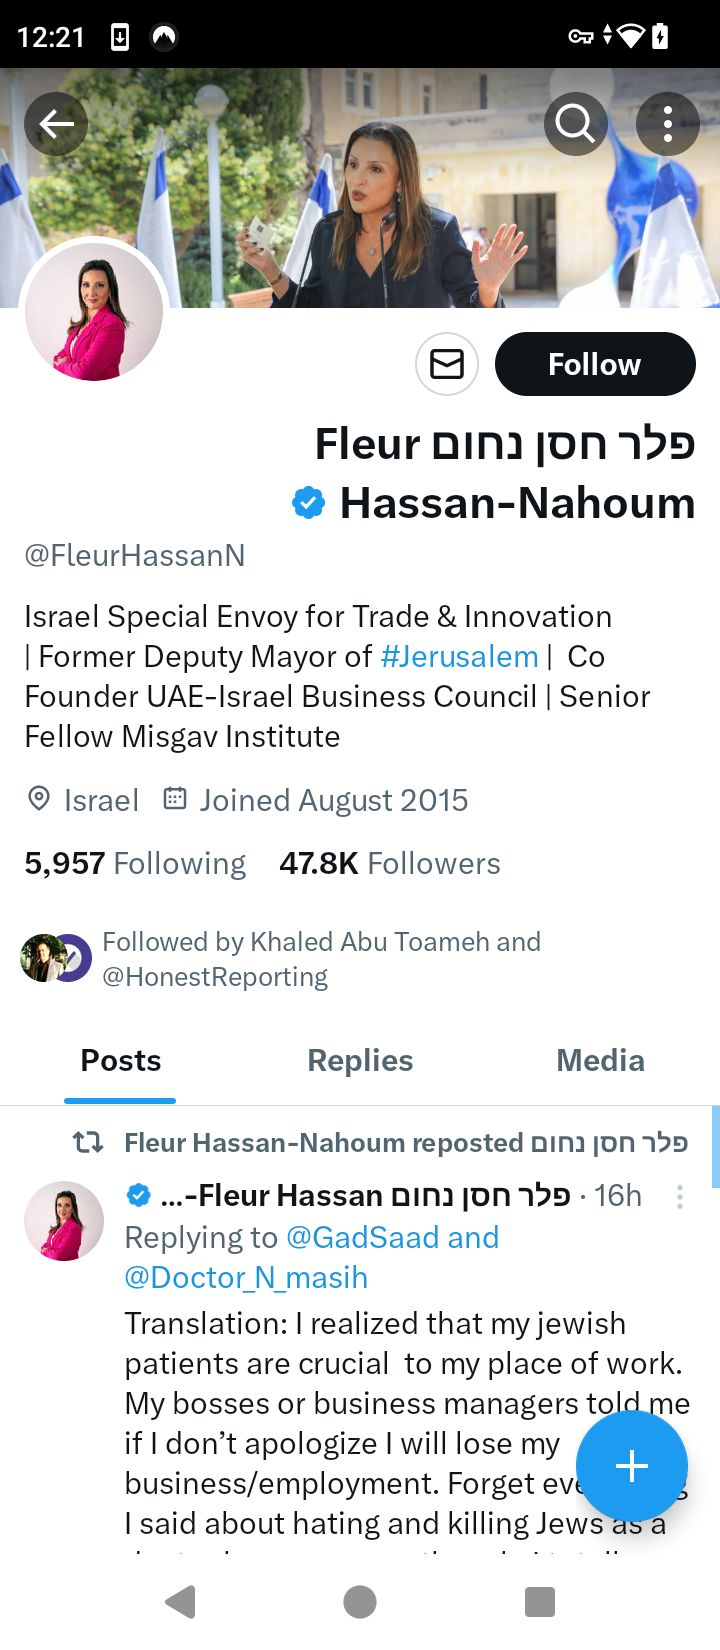 12:21
Follow
פלר חסן נחום Fleur
Hassan-Nahoum
@FleurHassanN
Israel Special Envoy for Trade & Innovation
| Former Deputy Mayor of #Jerusalem | Co
Founder UAE-Israel Business Council | Senior
Fellow Misgav Institute
Israel Joined August 2015
5,957 Following 47.8K Followers
Followed by Khaled Abu Toameh and
@HonestReporting
Posts Replies Media
פלר חסן נחום Fleur Hassan-Nahoum reposted
פלר חסן נחום Fleur Hassan-... · 16h
Replying to @GadSaad and
@Doctor_N_masih
Translation: I realized that my jewish
patients are crucial to my place of work.
My bosses or business managers told me
if I don’t apologize I will lose my
business/employment. Forget
I said about hating and killing Jews as a